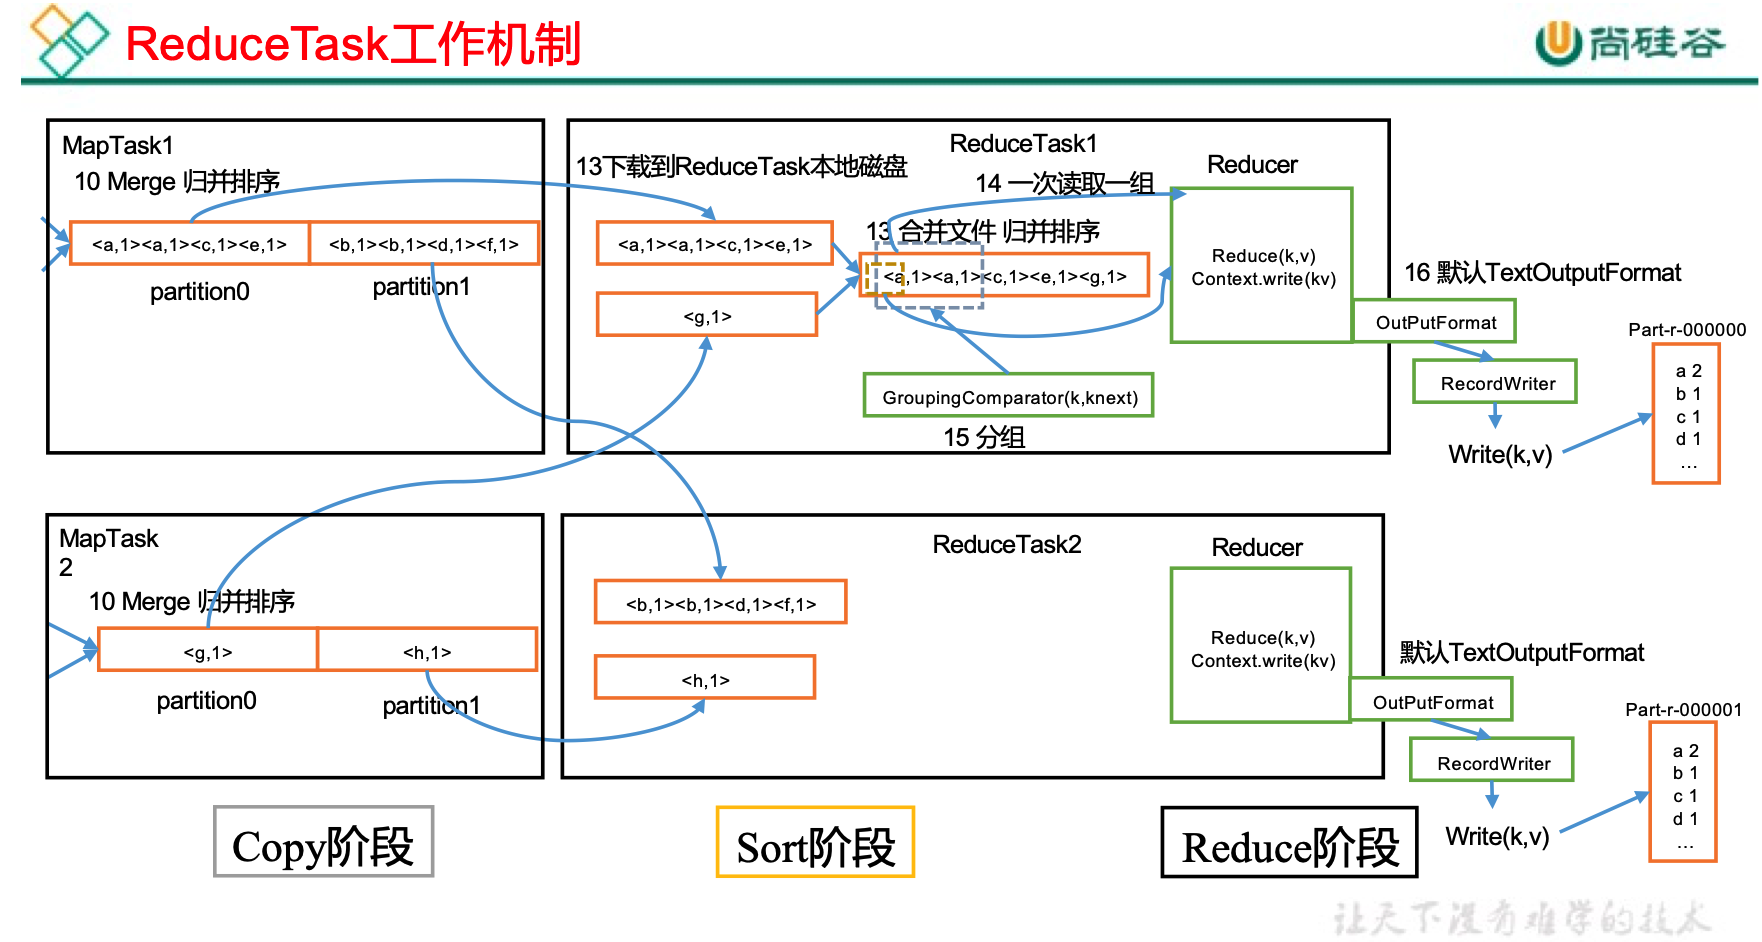 ReduceTask工作机制
尚硅谷
MapTask1
10 Merge 归并排序
<a,1><a,1><c,1><e,1>
<b,1><b,1><d,1><f,1>
partition0
partition1
ReduceTask1
13下载到ReduceTask本地磁盘
Reducer
14 一次读取一组
<a,1><a,1><c,1><e,1>
13 合并文件 归并排序
<a,1><a,1><c,1><e,1><g,1>
<g,1>
Reduce(k,v)
Context.write(kv)
GroupingComparator(k,knext)
15 分组
16 默认TextOutputFormat
OutPutFormat
RecordWriter
Write(k,v)
Part-r-000000
a 2
b 1
c 1
d 1
...
MapTask
2
10 Merge 归并排序
<g,1>
<h,1>
partition0
partition1
ReduceTask2
Reducer
<b,1><b,1><d,1><f,1>
<h,1>
Reduce(k,v)
Context.write(kv)
默认TextOutputFormat
OutPutFormat
RecordWriter
Write(k,v)
Part-r-000001
a 2
b 1
c 1
d 1
...
Copy阶段
Sort阶段
Reduce阶段
让天下没有难学的技术